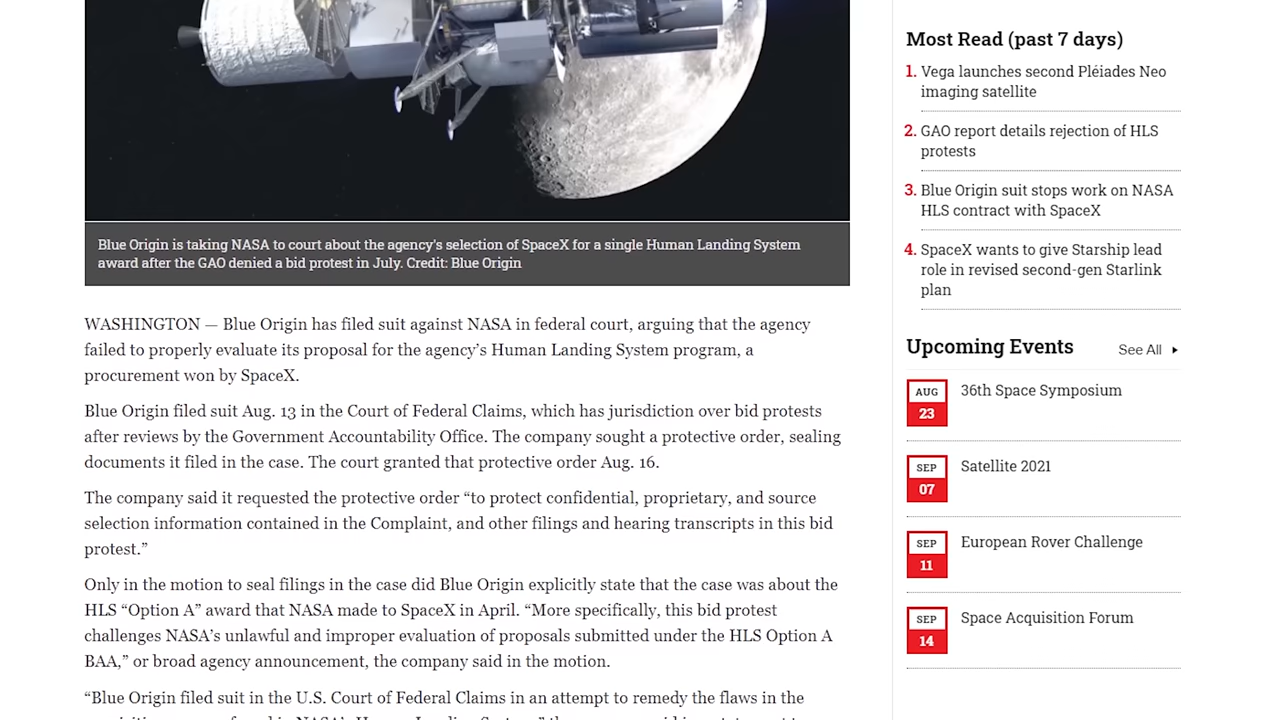 Blue Origin is taking NASA to court about the agency's selection of SpaceX for a single Human Landing System
award after the GAO denied a bid protest in July. Credit: Blue Origin
WASHINGTON — Blue Origin has filed suit against NASA in federal court, arguing that the agency
failed to properly evaluate its proposal for the agency’s Human Landing System program, a
procurement won by SpaceX.
Blue Origin filed suit Aug. 13 in the Court of Federal Claims, which has jurisdiction over bid protests
after reviews by the Government Accountability Office. The company sought a protective order, sealing
documents it filed in the case. The court granted that protective order Aug. 16.
The company said it requested the protective order “to protect confidential, proprietary, and source
selection information contained in the Complaint, and other filings and hearing transcripts in this bid
protest.”
Only in the motion to seal filings in the case did Blue Origin explicitly state that the case was about the
HLS “Option A” award that NASA made to SpaceX in April. “More specifically, this bid protest
challenges NASA’s unlawful and improper evaluation of proposals submitted under the HLS Option A
BAA,” or broad agency announcement, the company said in the motion.
“Blue Origin filed suit in the U.S. Court of Federal Claims in an attempt to remedy the flaws in the
Most Read (past 7 days)
1. Vega launches second Pléiades Neo
imaging satellite
2. GAO report details rejection of HLS
protests
3. Blue Origin suit stops work on NASA
HLS contract with SpaceX
4. SpaceX wants to give Starship lead
role in revised second-gen Starlink
plan
Upcoming Events See All
AUG
23
36th Space Symposium
SEP
07
Satellite 2021
SEP
11
European Rover Challenge
SEP
14
Space Acquisition Forum